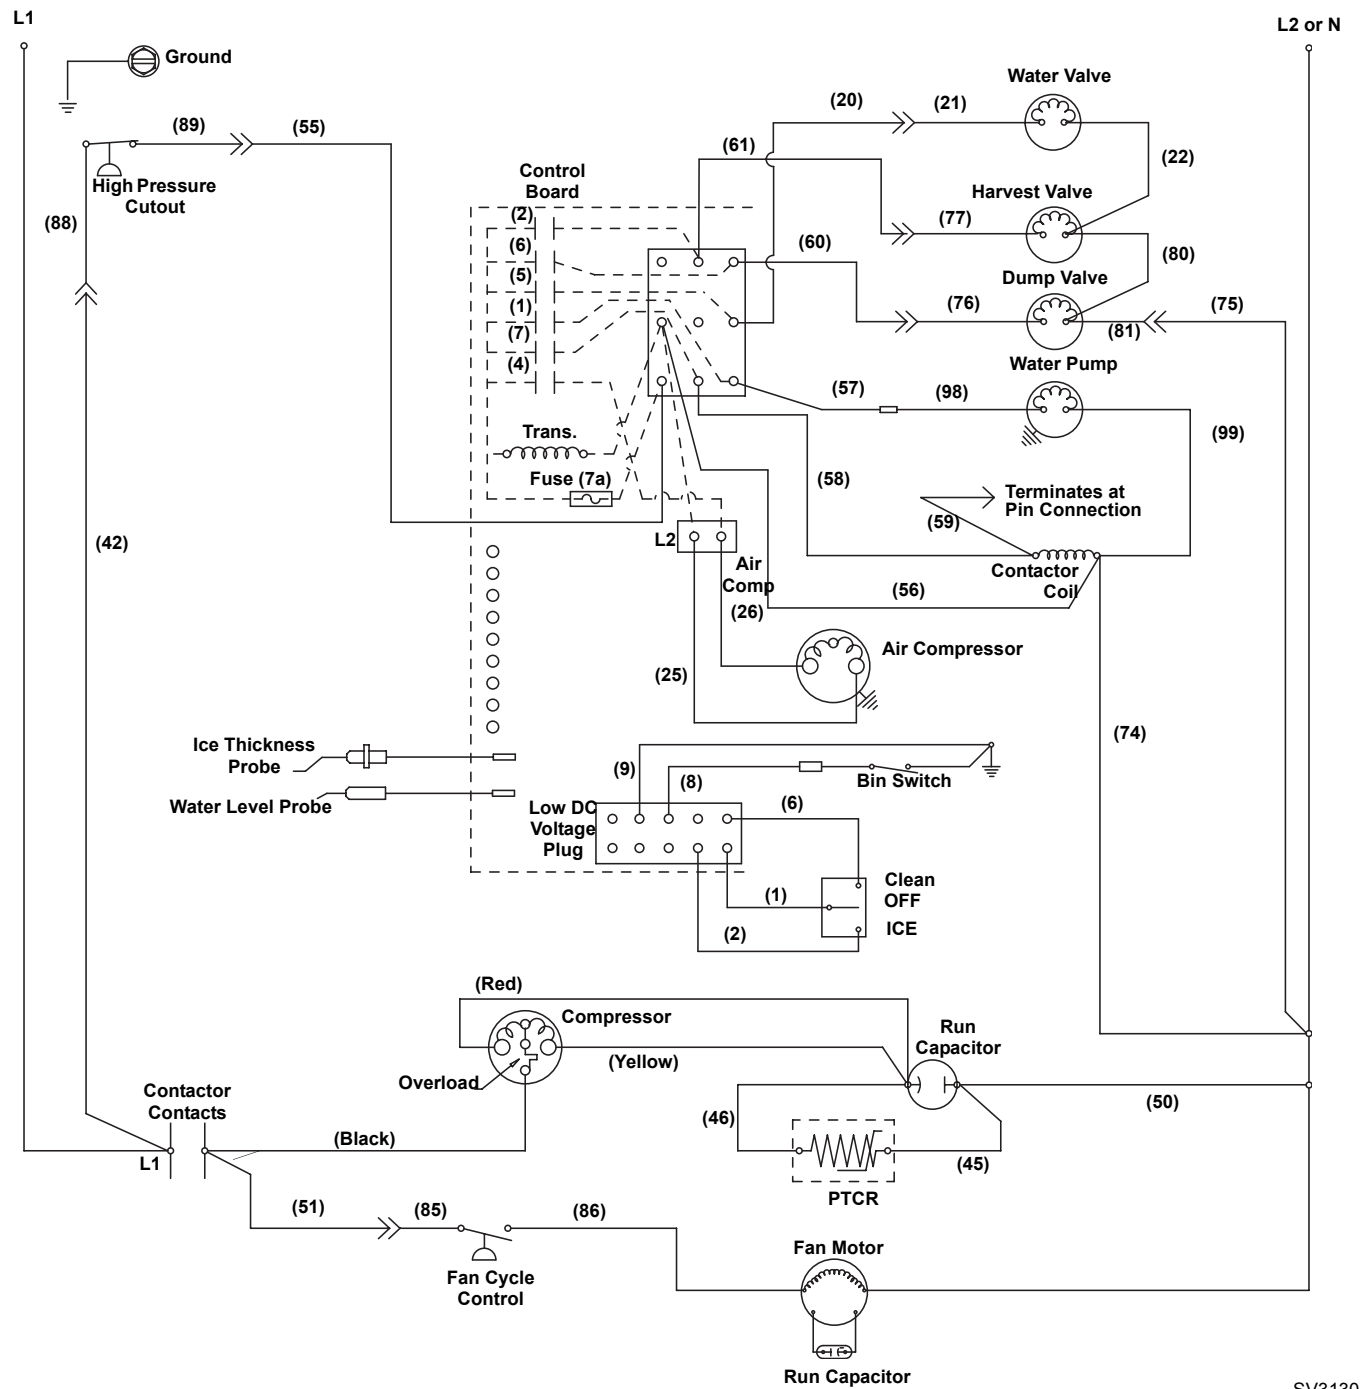 L1
L2 or N
Ground
Water Valve
(20)
(21)
(89)
(55)
(61)
(22)
Control
Board
High Pressure
Cutout
Harvest Valve
(88)
(2)
(77)
(6)
(60)
(80)
(5)
Dump Valve
(1)
(76)
(75)
(7)
(81)
(4)
Water Pump
(57)
(98)
Trans.
(99)
Fuse (7a)
(58)
Terminates at
Pin Connection
(59)
(42)
L2
Air
Comp
Contactor
Coil
(56)
(26)
Air Compressor
(25)
(74)
Ice Thickness
Probe
(9)
(8)
Bin Switch
Water Level Probe
Low DC
Voltage
Plug
(6)
Clean
OFF
ICE
(1)
(2)
(Red)
Compressor
Run
Capacitor
(Yellow)
Overload
Contactor
Contacts
(46)
(50)
(Black)
L1
(45)
PTCR
(51)
(85)
(86)
Fan Motor
Fan Cycle
Control
Run Capacitor